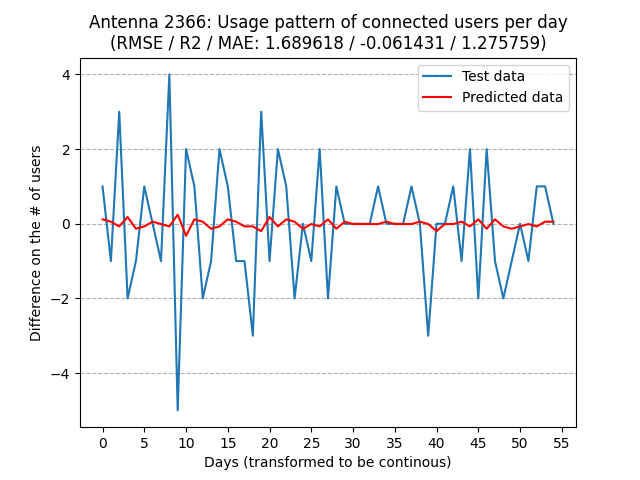 Antenna 2366: Usage pattern of connected users per day
(RMSE / R2 / MAE: 1.689618 / -0.061431 / 1.275759)
Test data
Predicted data
Difference on the # of users
4
2
0
−2
−4
0 5 10 15 20 25 30 35 40 45 50 55
Days (transformed to be continous)